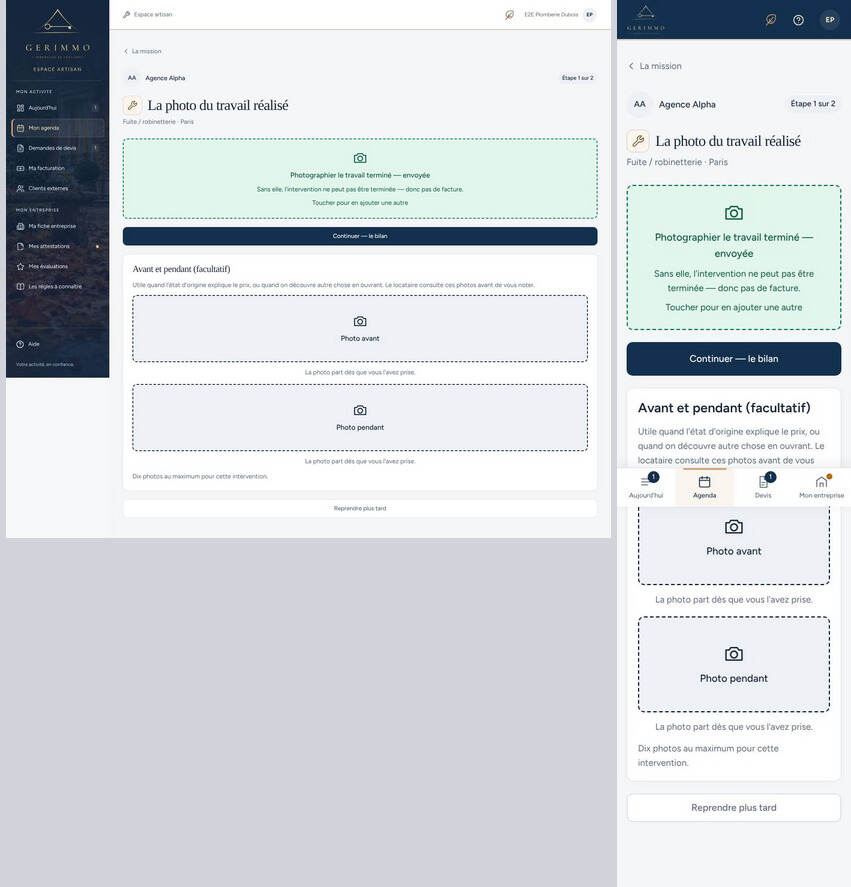 GERIMMO
ESPACE ARTISAN
MON ACTIVITÉ
Aujourd'hui 1
Mon agenda
Demandes de devis 1
Ma facturation
Clients externes
MON ENTREPRISE
Ma fiche entreprise
Mes attestations
Mes évaluations
Les règles à connaître
Aide
Votre activité, en confiance.
Espace artisan
E2E Plomberie Dubois EP
La mission
AA Agence Alpha
Étape 1 sur 2
La photo du travail réalisé
Fuite / robinetterie · Paris
Photographier le travail terminé — envoyée
Sans elle, l'intervention ne peut pas être terminée — donc pas de facture.
Toucher pour en ajouter une autre
Continuer — le bilan
Avant et pendant (facultatif)
Utile quand l'état d'origine explique le prix, ou quand on découvre autre chose en ouvrant. Le locataire consulte ces photos avant de vous noter.
Photo avant
La photo part dès que vous l'avez prise.
Photo pendant
La photo part dès que vous l'avez prise.
Dix photos au maximum pour cette intervention.
Reprendre plus tard
GERIMMO
EP
La mission
AA Agence Alpha
Étape 1 sur 2
La photo du travail réalisé
Fuite / robinetterie · Paris
Photographier le travail terminé —
envoyée
Sans elle, l'intervention ne peut pas être
terminée — donc pas de facture.
Toucher pour en ajouter une autre
Continuer — le bilan
Avant et pendant (facultatif)
Utile quand l'état d'origine explique le prix, ou
quand on découvre autre chose en ouvrant. Le
locataire consulte ces photos avant de vous
1
1
Aujourd'hui
Agenda
Devis
Mon entreprise
Photo avant
La photo part dès que vous l'avez prise.
Photo pendant
La photo part dès que vous l'avez prise.
Dix photos au maximum pour cette
intervention.
Reprendre plus tard